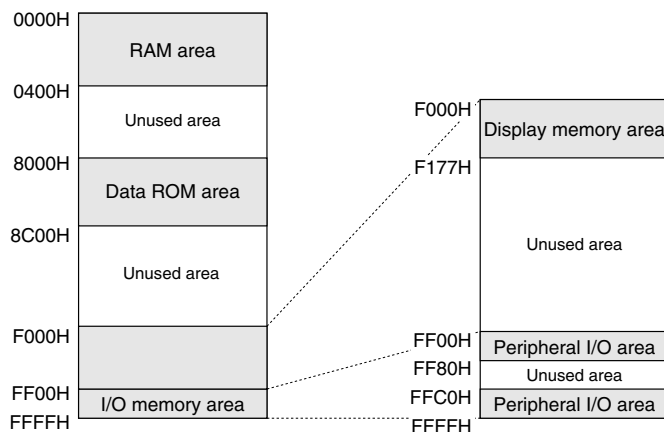 0000H
RAM area
0400H
Unused area
8000H
Data ROM area
8C00H
Unused area
F000H
FF00H
I/O memory area
FFFFH
F000H
Display memory area
F177H
Unused area
FF00H
Peripheral I/O area
FF80H
Unused area
FFC0H
Peripheral I/O area
FFFFH